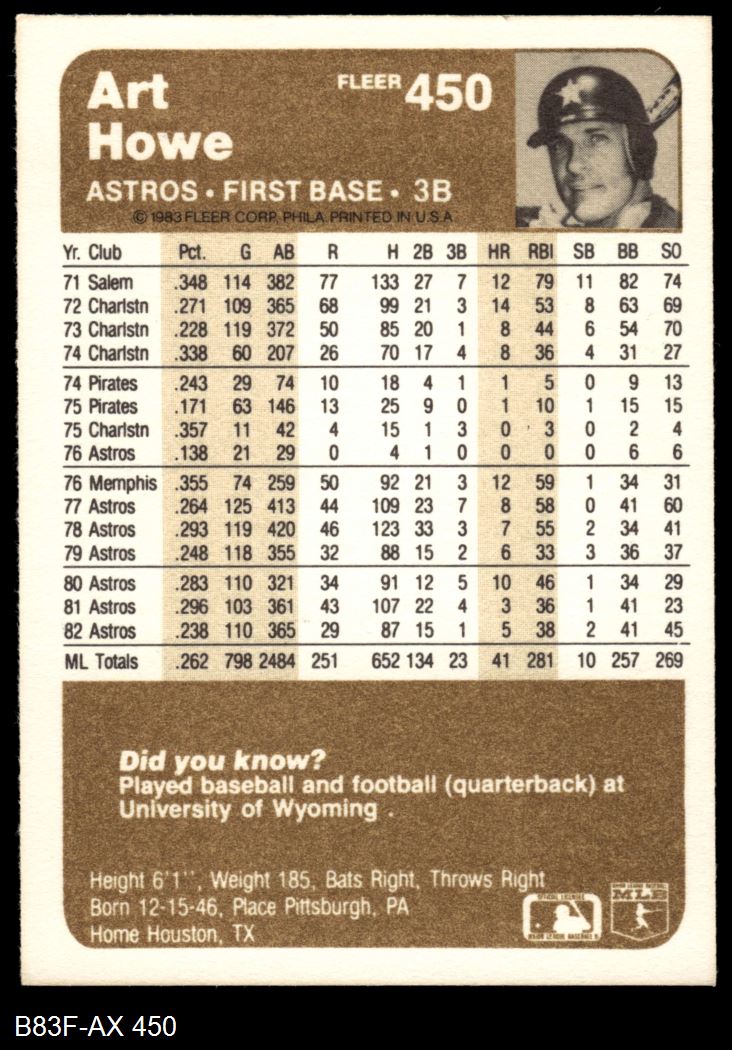 Art
Howe
FLEER 450
ASTROS • FIRST BASE • 3B
© 1983 FLEER CORP. PHILA. PRINTED IN U.S.A.
Yr. Club Pct. G AB R H 2B 3B HR RBI SB BB SO
71 Salem .348 114 382 77 133 27 7 12 79 11 82 74
72 Charlstn .271 109 365 68 99 21 3 14 53 8 63 69
73 Charlstn .228 119 372 50 85 20 1 8 44 6 54 70
74 Charlstn .338 60 207 26 70 17 4 8 36 4 31 27
74 Pirates .243 29 74 10 18 4 1 1 5 0 9 13
75 Pirates .171 63 146 13 25 9 0 1 10 1 15 15
75 Charlstn .357 11 42 4 15 1 3 0 3 0 2 4
76 Astros .138 21 29 0 4 1 0 0 0 0 6 6
76 Memphis .355 74 259 50 92 21 3 12 59 1 34 31
77 Astros .264 125 413 44 109 23 7 8 58 0 41 60
78 Astros .293 119 420 46 123 33 3 7 55 2 34 41
79 Astros .248 118 355 32 88 15 2 6 33 3 36 37
80 Astros .283 110 321 34 91 12 5 10 46 1 34 29
81 Astros .296 103 361 43 107 22 4 3 36 1 41 23
82 Astros .238 110 365 29 87 15 1 5 38 2 41 45
ML Totals .262 798 2484 251 652 134 23 41 281 10 257 269
Did you know?
Played baseball and football (quarterback) at
University of Wyoming .
Height 6'1'', Weight 185, Bats Right, Throws Right
Born 12-15-46, Place Pittsburgh, PA
Home Houston, TX
B83F-AX 450